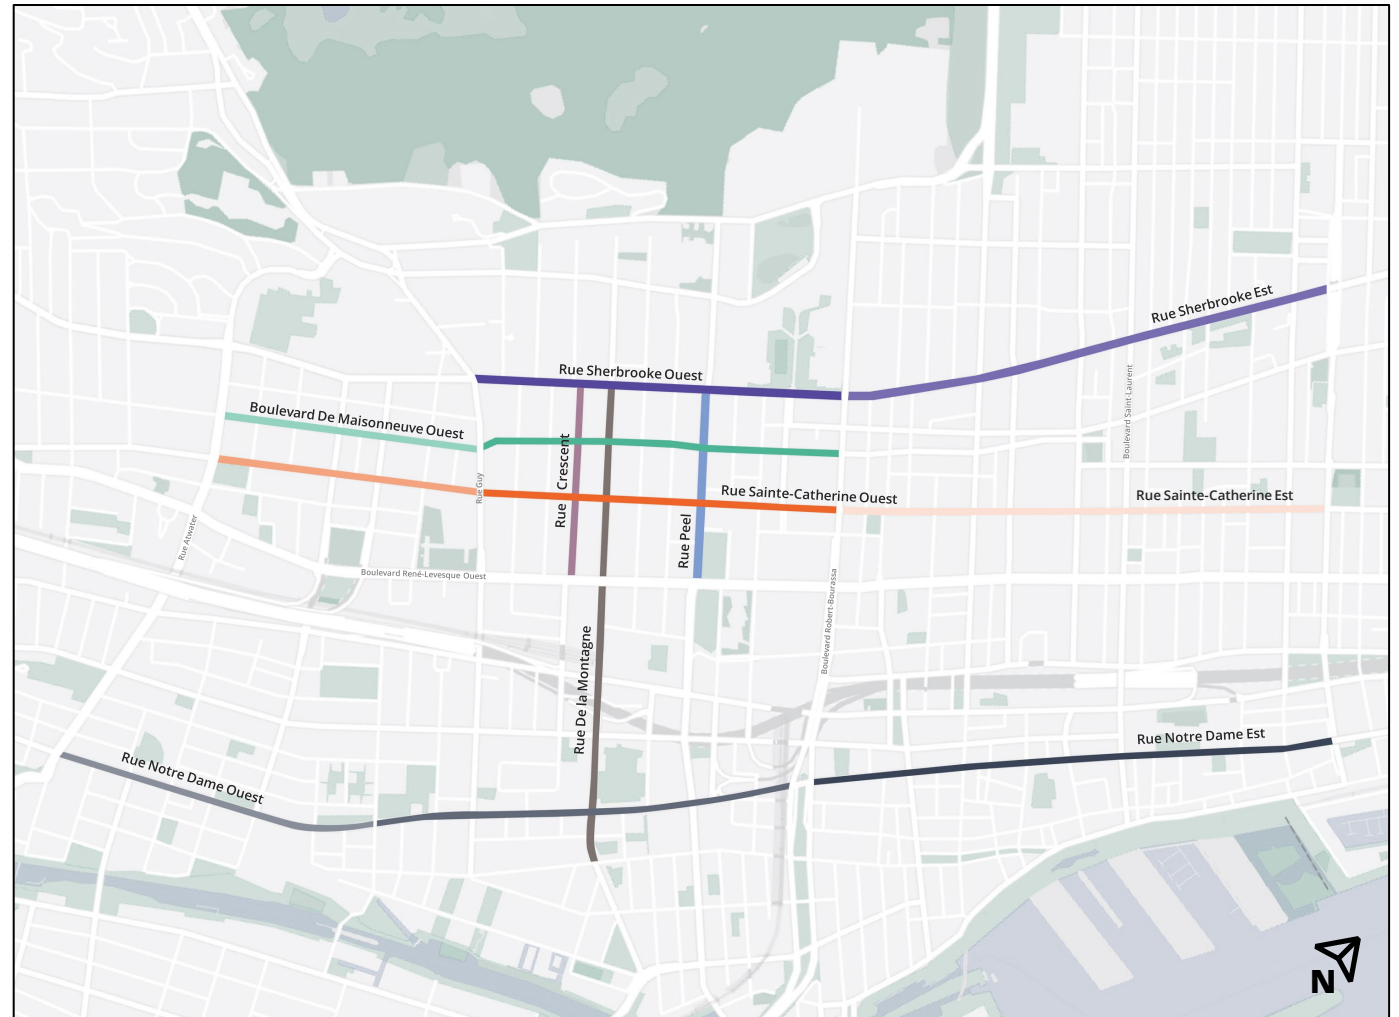 Rue Sherbrooke Est
Rue Sherbrooke Ouest
Boulevard De Maisonneuve Ouest
Boulevard Saint-Laurent
Rue Crescent
Rue Guy
Rue Sainte-Catherine Ouest
Rue Sainte-Catherine Est
Rue Peel
Rue Atwater
Boulevard René-Levesque Ouest
Boulevard Robert-Bourassa
Rue De la Montagne
Rue Notre Dame Est
Rue Notre Dame Ouest
N